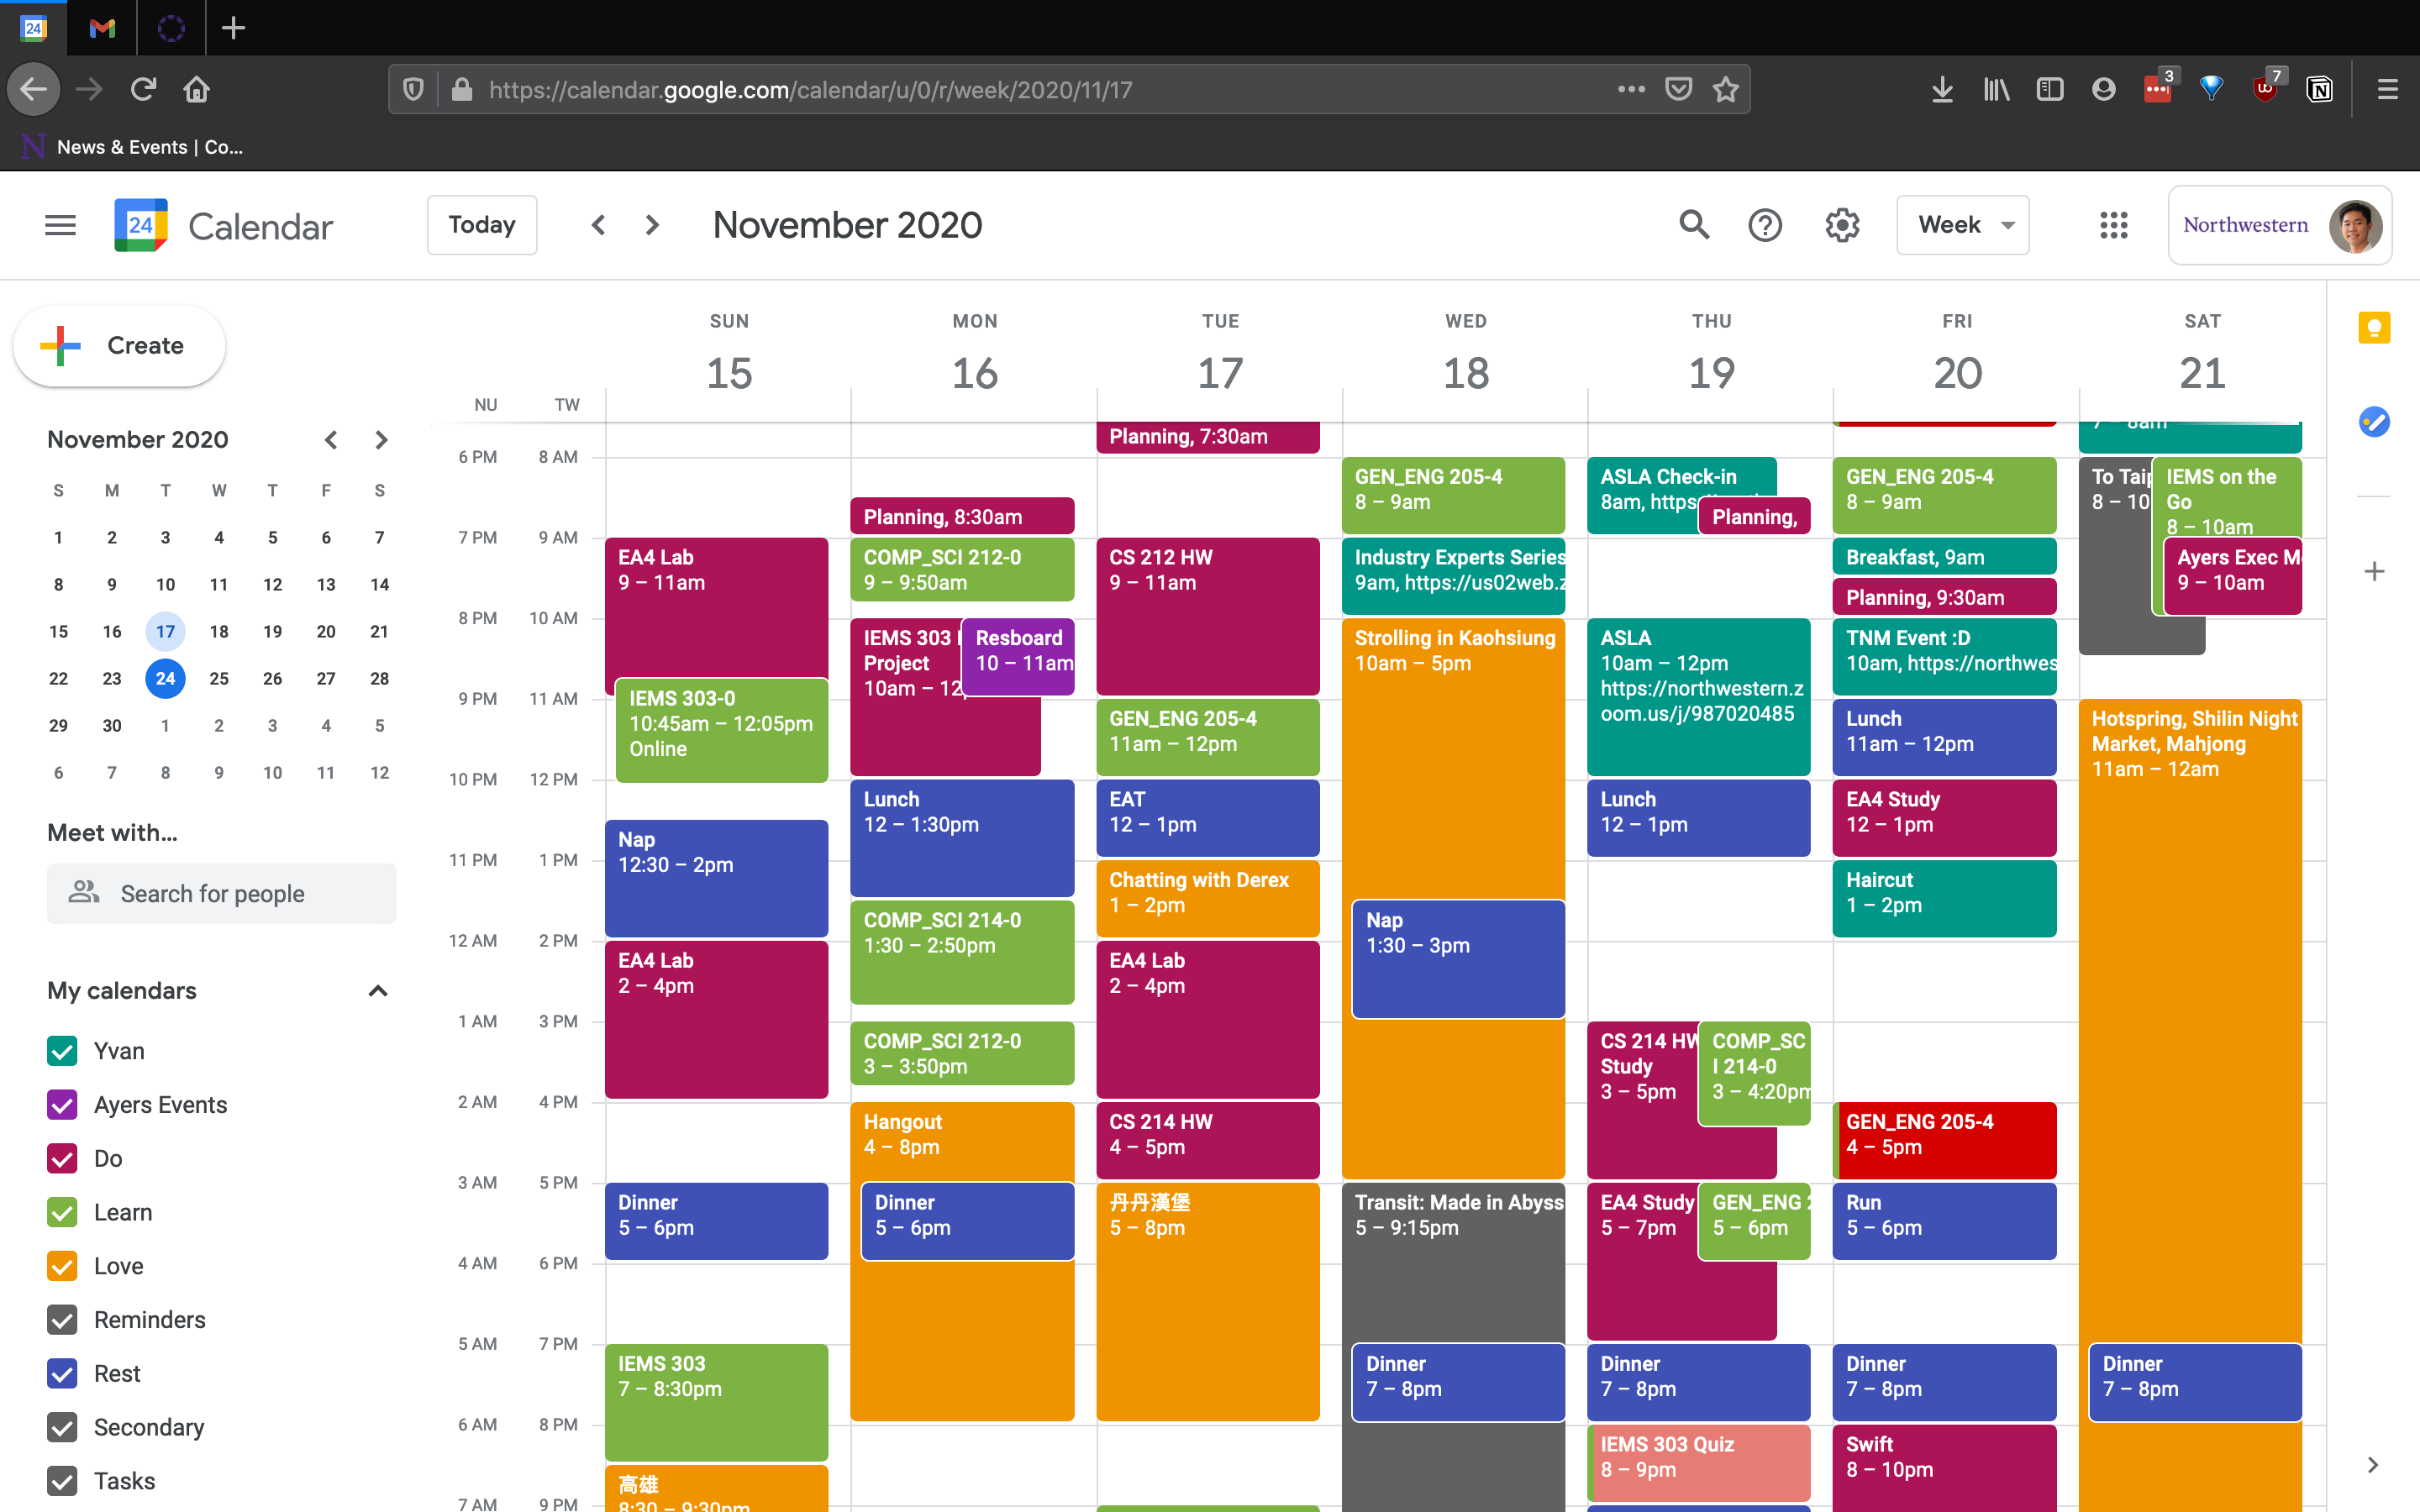 24
3
7
https://calendar.google.com/calendar/u/0/r/week/2020/11/17
N
News & Events | Co...
24
Calendar
Today
November 2020
Week
Northwestern
Create
November 2020
S M T W T F S
1 2 3 4 5 6 7
8 9 10 11 12 13 14
15 16 17 18 19 20 21
22 23 24 25 26 27 28
29 30 1 2 3 4 5
6 7 8 9 10 11 12
Meet with...
Search for people
My calendars
Yvan
Ayers Events
Do
Learn
Love
Reminders
Rest
Secondary
Tasks
NU TW
6 PM 8 AM
7 PM 9 AM
8 PM 10 AM
9 PM 11 AM
10 PM 12 PM
11 PM 1 PM
12 AM 2 PM
1 AM 3 PM
2 AM 4 PM
3 AM 5 PM
4 AM 6 PM
5 AM 7 PM
6 AM 8 PM
7 AM 9 PM
SUN
15
EA4 Lab
9 – 11am
IEMS 303-0
10:45am – 12:05pm
Online
Nap
12:30 – 2pm
EA4 Lab
2 – 4pm
Dinner
5 – 6pm
IEMS 303
7 – 8:30pm
高雄
8:30 – 9:30pm
MON
16
Planning, 8:30am
COMP_SCI 212-0
9 – 9:50am
IEMS 303
Project
10am – 12
Resboard
10 – 11am
Lunch
12 – 1:30pm
COMP_SCI 214-0
1:30 – 2:50pm
COMP_SCI 212-0
3 – 3:50pm
Hangout
4 – 8pm
Dinner
5 – 6pm
TUE
17
Planning, 7:30am
CS 212 HW
9 – 11am
GEN_ENG 205-4
11am – 12pm
EAT
12 – 1pm
Chatting with Derex
1 – 2pm
EA4 Lab
2 – 4pm
CS 214 HW
4 – 5pm
丹丹漢堡
5 – 8pm
WED
18
GEN_ENG 205-4
8 – 9am
Industry Experts Series
9am, https://us02web.z
Strolling in Kaohsiung
10am – 5pm
Nap
1:30 – 3pm
Transit: Made in Abyss
5 – 9:15pm
Dinner
7 – 8pm
THU
19
ASLA Check-in
8am, https
Planning,
ASLA
10am – 12pm
https://northwestern.z
oom.us/j/987020485
Lunch
12 – 1pm
CS 214 HW
Study
3 – 5pm
COMP_SC
I 214-0
3 – 4:20pm
EA4 Study
5 – 7pm
GEN_ENG
5 – 6pm
Dinner
7 – 8pm
IEMS 303 Quiz
8 – 9pm
FRI
20
GEN_ENG 205-4
8 – 9am
Breakfast, 9am
Planning, 9:30am
TNM Event :D
10am, https://northwes
Lunch
11am – 12pm
EA4 Study
12 – 1pm
Haircut
1 – 2pm
GEN_ENG 205-4
4 – 5pm
Run
5 – 6pm
Dinner
7 – 8pm
Swift
8 – 10pm
SAT
21
7 – 8am
To Taip
8 – 10
IEMS on the
Go
8 – 10am
Ayers Exec M
9 – 10am
Hotspring, Shilin Night
Market, Mahjong
11am – 12am
Dinner
7 – 8pm